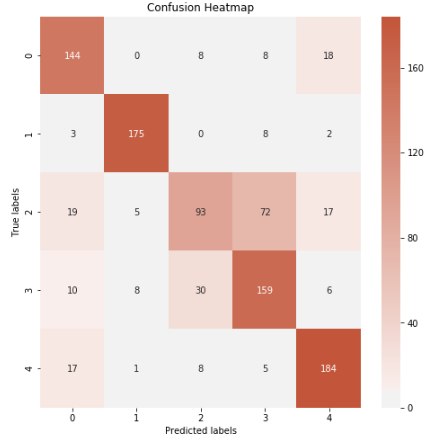 Confusion Heatmap
0 144 0 8 8 18
1 3 175 0 8 2
2 19 5 93 72 17
3 10 8 30 159 6
4 17 1 8 5 184
0 1 2 3 4
True labels
Predicted labels
160
120
80
40
0